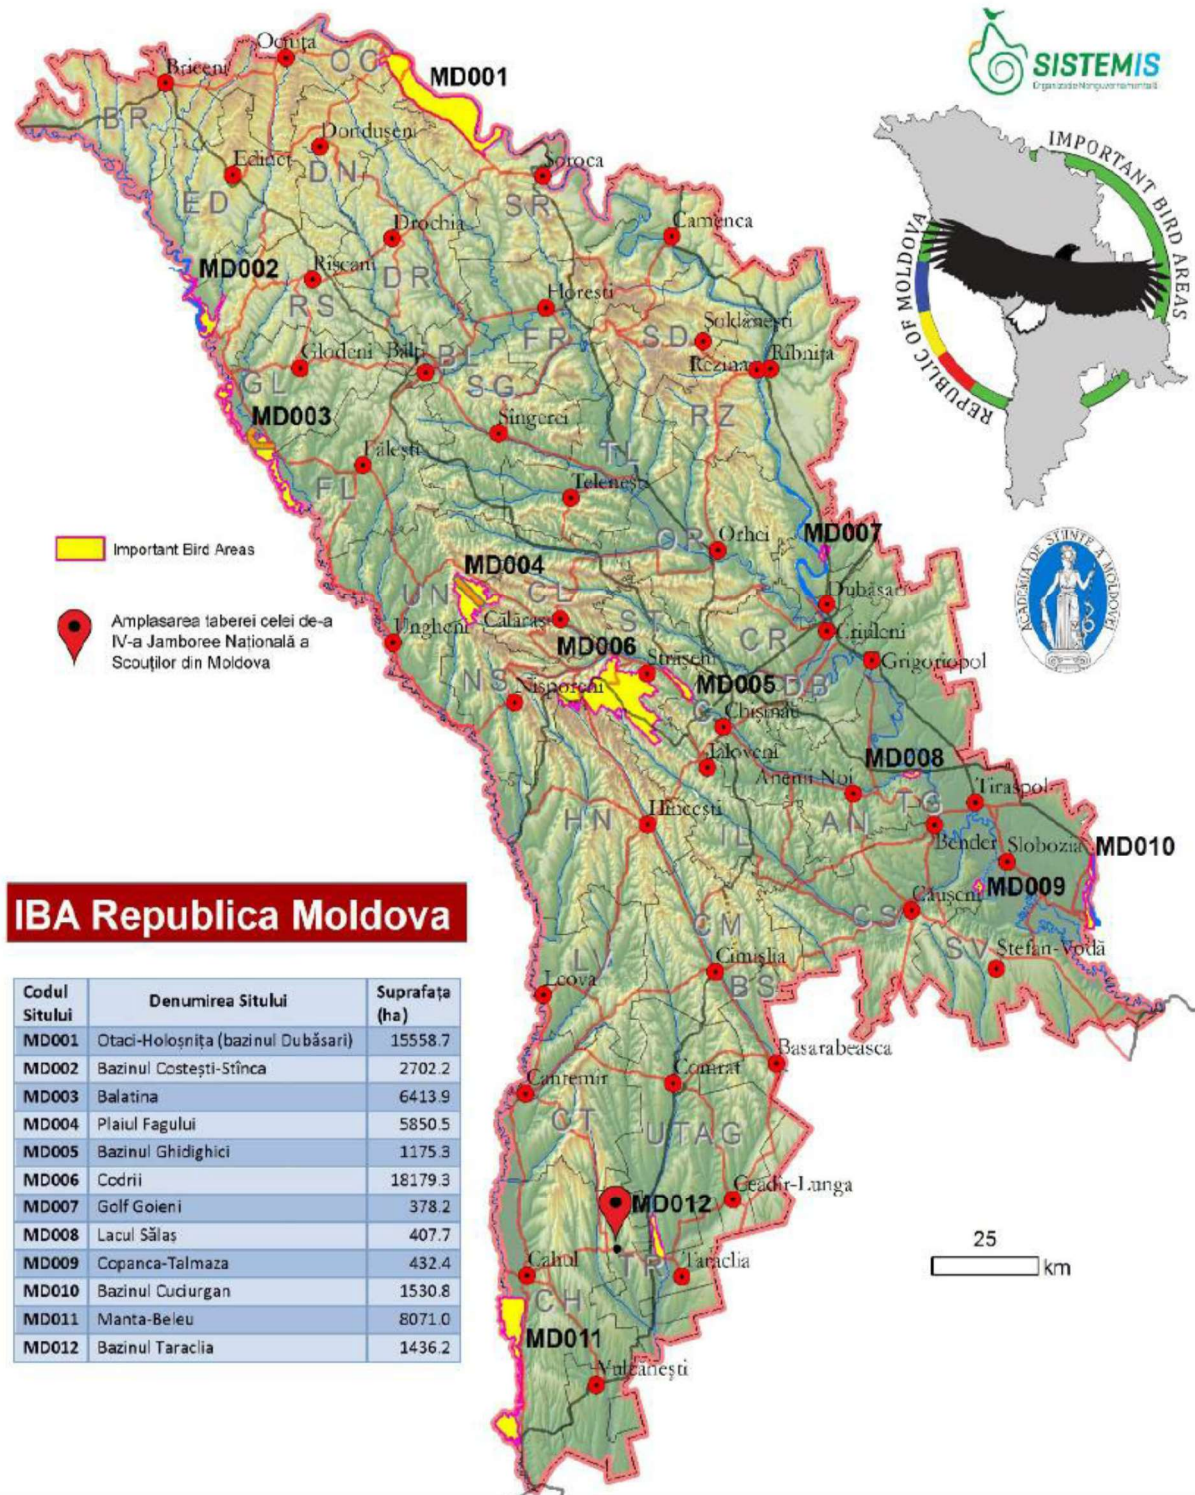 SISTEMIS
Organizatie Nonguvernamentală
IMPORTANT BIRD AREAS
REPUBLIC OF MOLDOVA
ACADEMIA DE ȘTIINȚE A MOLDOVEI
Ocnița
OC
MD001
Briceni
BR
Dondușeni
DN
Edineț
ED
Soroca
SR
Drochia
DR
Camenca
MD002
Rîșcani
RS
Florești
FR
SD
Șoldănești
Rezina
Rîbnița
Glodeni
GL
Bălți
BL
SG
RZ
MD003
Sîngerei
TL
Fălești
FL
Telenești
OR
Orhei
MD007
Important Bird Areas
MD004
UN
CL
Călărași
ST
Dubăsari
Ungheni
CR
Criuleni
Amplasarea taberei celei de-a
IV-a Jamboree Națională a
Scouților din Moldova
MD006
Strășeni
Grigoriopol
NS
Nisporeni
MD005
DB
C
Chișinău
Ialoveni
MD008
Anenii Noi
TG
Tiraspol
HN
Hîncești
IL
AN
Bender
Slobozia
MD010
MD009
Căușeni
CS
CM
SV
Ștefan-Vodă
IBA Republica Moldova
Cimișlia
BS
Leova
Basarabeasca
Cantemir
CT
Comrat
UTAG
Ceadîr-Lunga
MD012
Cahul
CH
TR
Taraclia
MD011
Vulcănești
25
km
Codul Sitului Denumirea Sitului Suprafața (ha)
MD001 Otaci-Holoșnița (bazinul Dubăsari) 15558.7
MD002 Bazinul Costești-Stînca 2702.2
MD003 Balatina 6413.9
MD004 Plaiul Fagului 5850.5
MD005 Bazinul Ghidighici 1175.3
MD006 Codrii 18179.3
MD007 Golf Goieni 378.2
MD008 Lacul Sălaș 407.7
MD009 Copanca-Talmaza 432.4
MD010 Bazinul Cuciurgan 1530.8
MD011 Manta-Beleu 8071.0
MD012 Bazinul Taraclia 1436.2